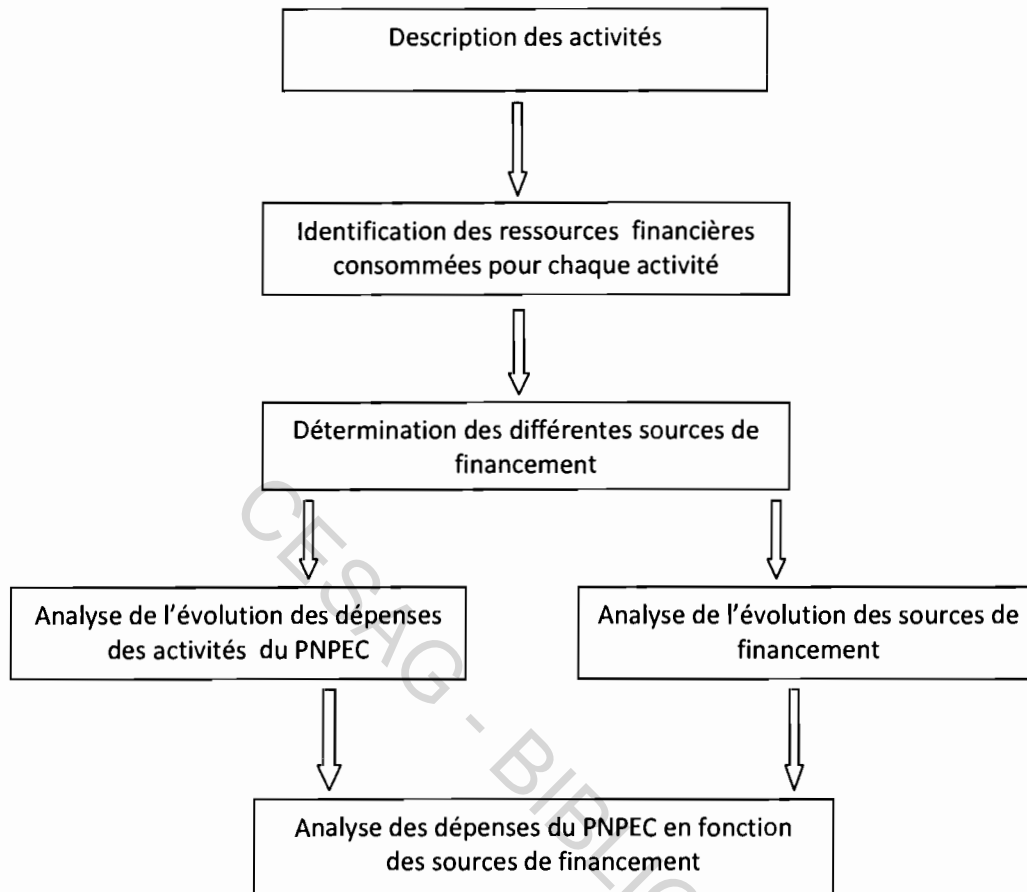 Description des activités
Identification des ressources financières
consommées pour chaque activité
Détermination des différentes sources de
financement
Analyse de l'évolution des dépenses
des activités du PNPEC
Analyse de l'évolution des sources de
financement
Analyse des dépenses du PNPEC en fonction
des sources de financement
CESAG - BIBLIO